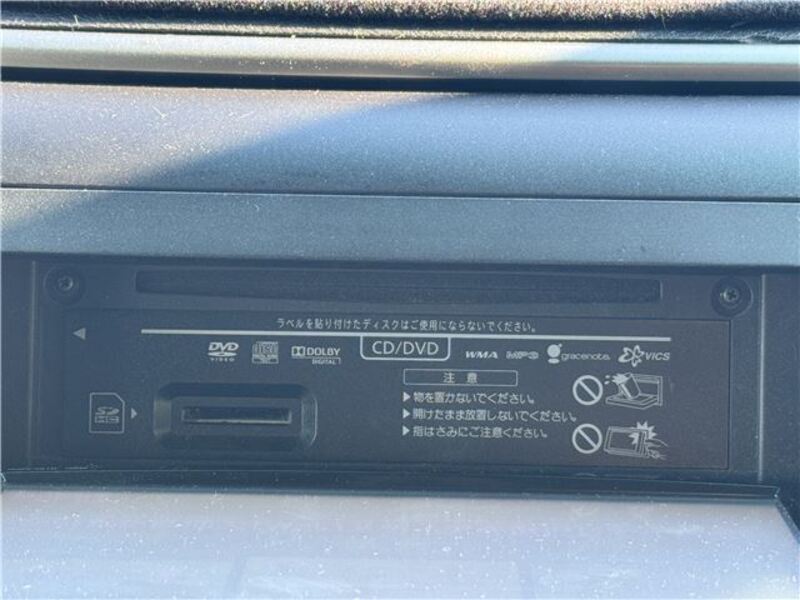 ラベルを貼り付けたディスクはご使用にならないでください。
DVD VIDEO
DOLBY DIGITAL
CD/DVD
WMA
MP3
gracenote.
VICS
注 意
▶物を置かないでください。
▶開けたまま放置しないでください。
▶指はさみにご注意ください。
SD HC